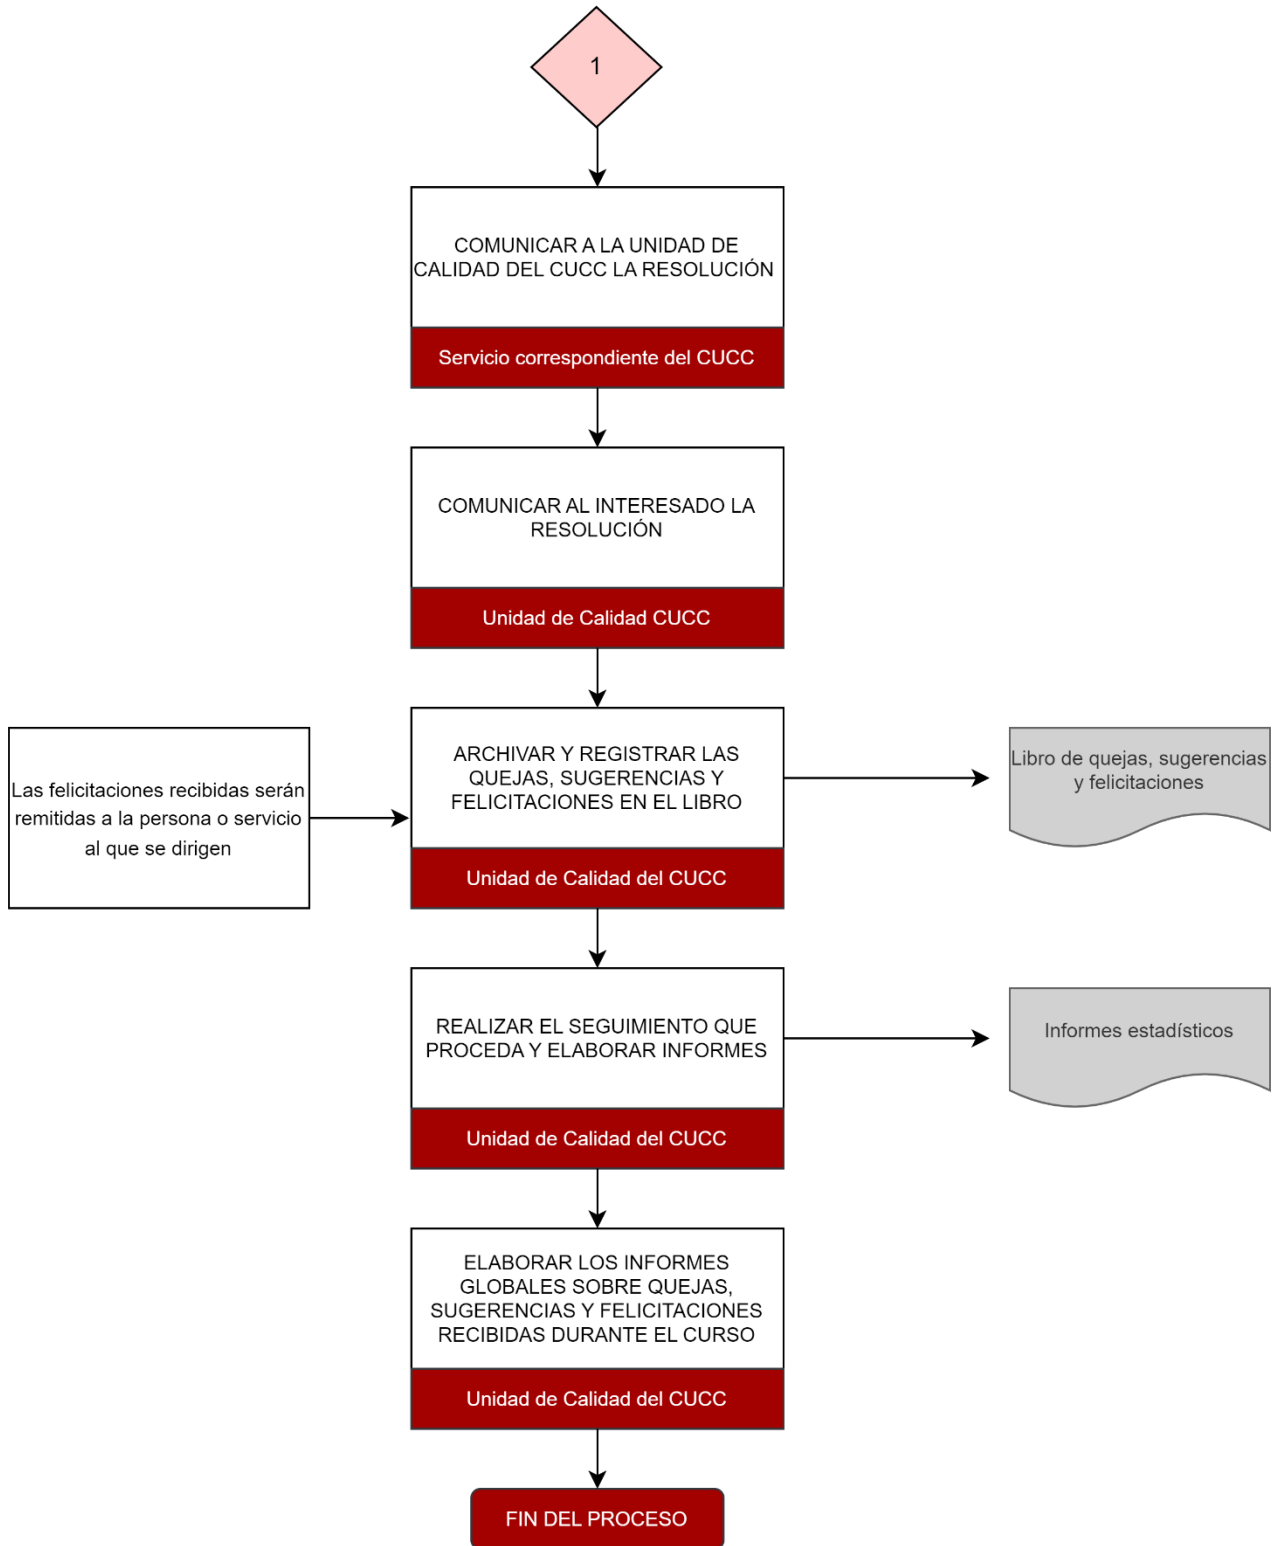 1
COMUNICAR A LA UNIDAD DE
CALIDAD DEL CUCC LA RESOLUCIÓN
Servicio correspondiente del CUCC
COMUNICAR AL INTERESADO LA
RESOLUCIÓN
Unidad de Calidad CUCC
Las felicitaciones recibidas serán
remitidas a la persona o servicio
al que se dirigen
ARCHIVAR Y REGISTRAR LAS
QUEJAS, SUGERENCIAS Y
FELICITACIONES EN EL LIBRO
Unidad de Calidad del CUCC
Libro de quejas, sugerencias
y felicitaciones
REALIZAR EL SEGUIMIENTO QUE
PROCEDA Y ELABORAR INFORMES
Unidad de Calidad del CUCC
Informes estadísticos
ELABORAR LOS INFORMES
GLOBALES SOBRE QUEJAS,
SUGERENCIAS Y FELICITACIONES
RECIBIDAS DURANTE EL CURSO
Unidad de Calidad del CUCC
FIN DEL PROCESO